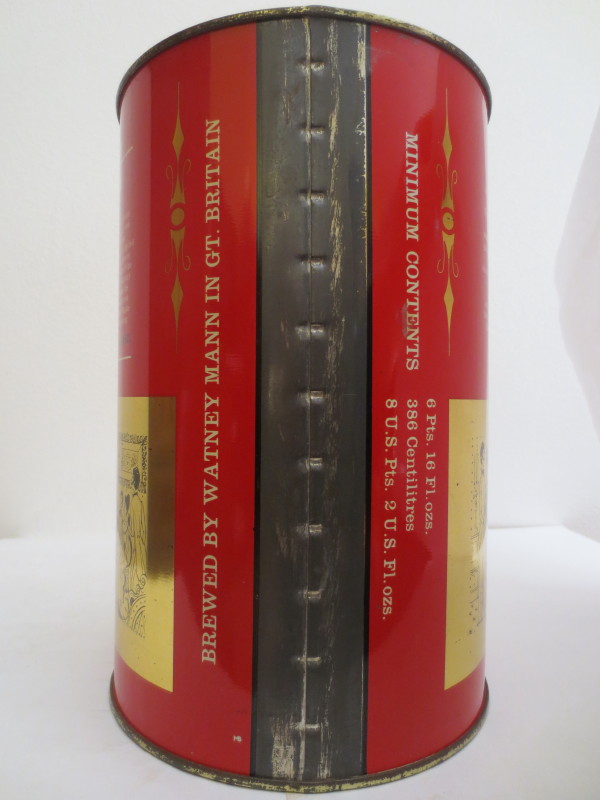 BREWED BY WATNEY MANN IN GT. BRITAIN
MINIMUM CONTENTS
6 Pts. 16 Fl.ozs.
386 Centilitres
8 U.S. Pts. 2 U.S. Fl.ozs.